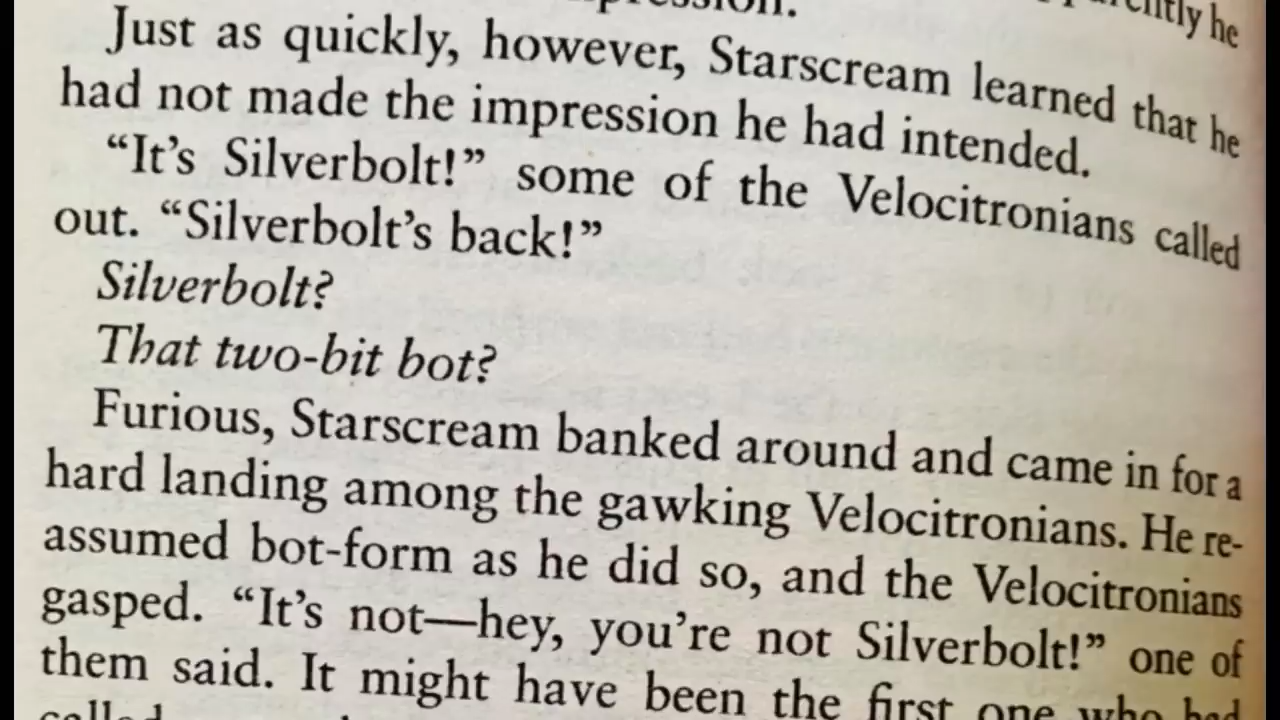 pression. parently he
Just as quickly, however, Starscream learned that he
had not made the impression he had intended.
“It’s Silverbolt!” some of the Velocitronians called
out. “Silverbolt’s back!”
Silverbolt?
That two-bit bot?
Furious, Starscream banked around and came in for a
hard landing among the gawking Velocitronians. He re-
assumed bot-form as he did so, and the Velocitronians
gasped. “It’s not—hey, you’re not Silverbolt!” one of
them said. It might have been the first one who had
called